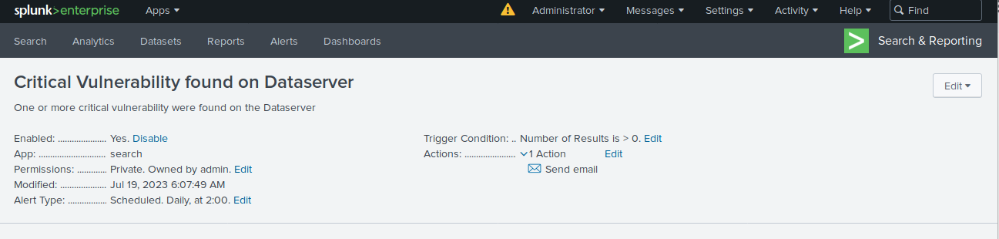 splunk>enterprise Apps Administrator Messages Settings Activity Help Find
Search Analytics Datasets Reports Alerts Dashboards > Search & Reporting
Critical Vulnerability found on Dataserver Edit
One or more critical vulnerability were found on the Dataserver
Enabled: ..................... Yes. Disable
App: ............................. search
Permissions: ............. Private. Owned by admin. Edit
Modified: .................... Jul 19, 2023 6:07:49 AM
Alert Type: ................. Scheduled. Daily, at 2:00. Edit
Trigger Condition: .. Number of Results is > 0. Edit
Actions: ...................... 1 Action Edit
Send email